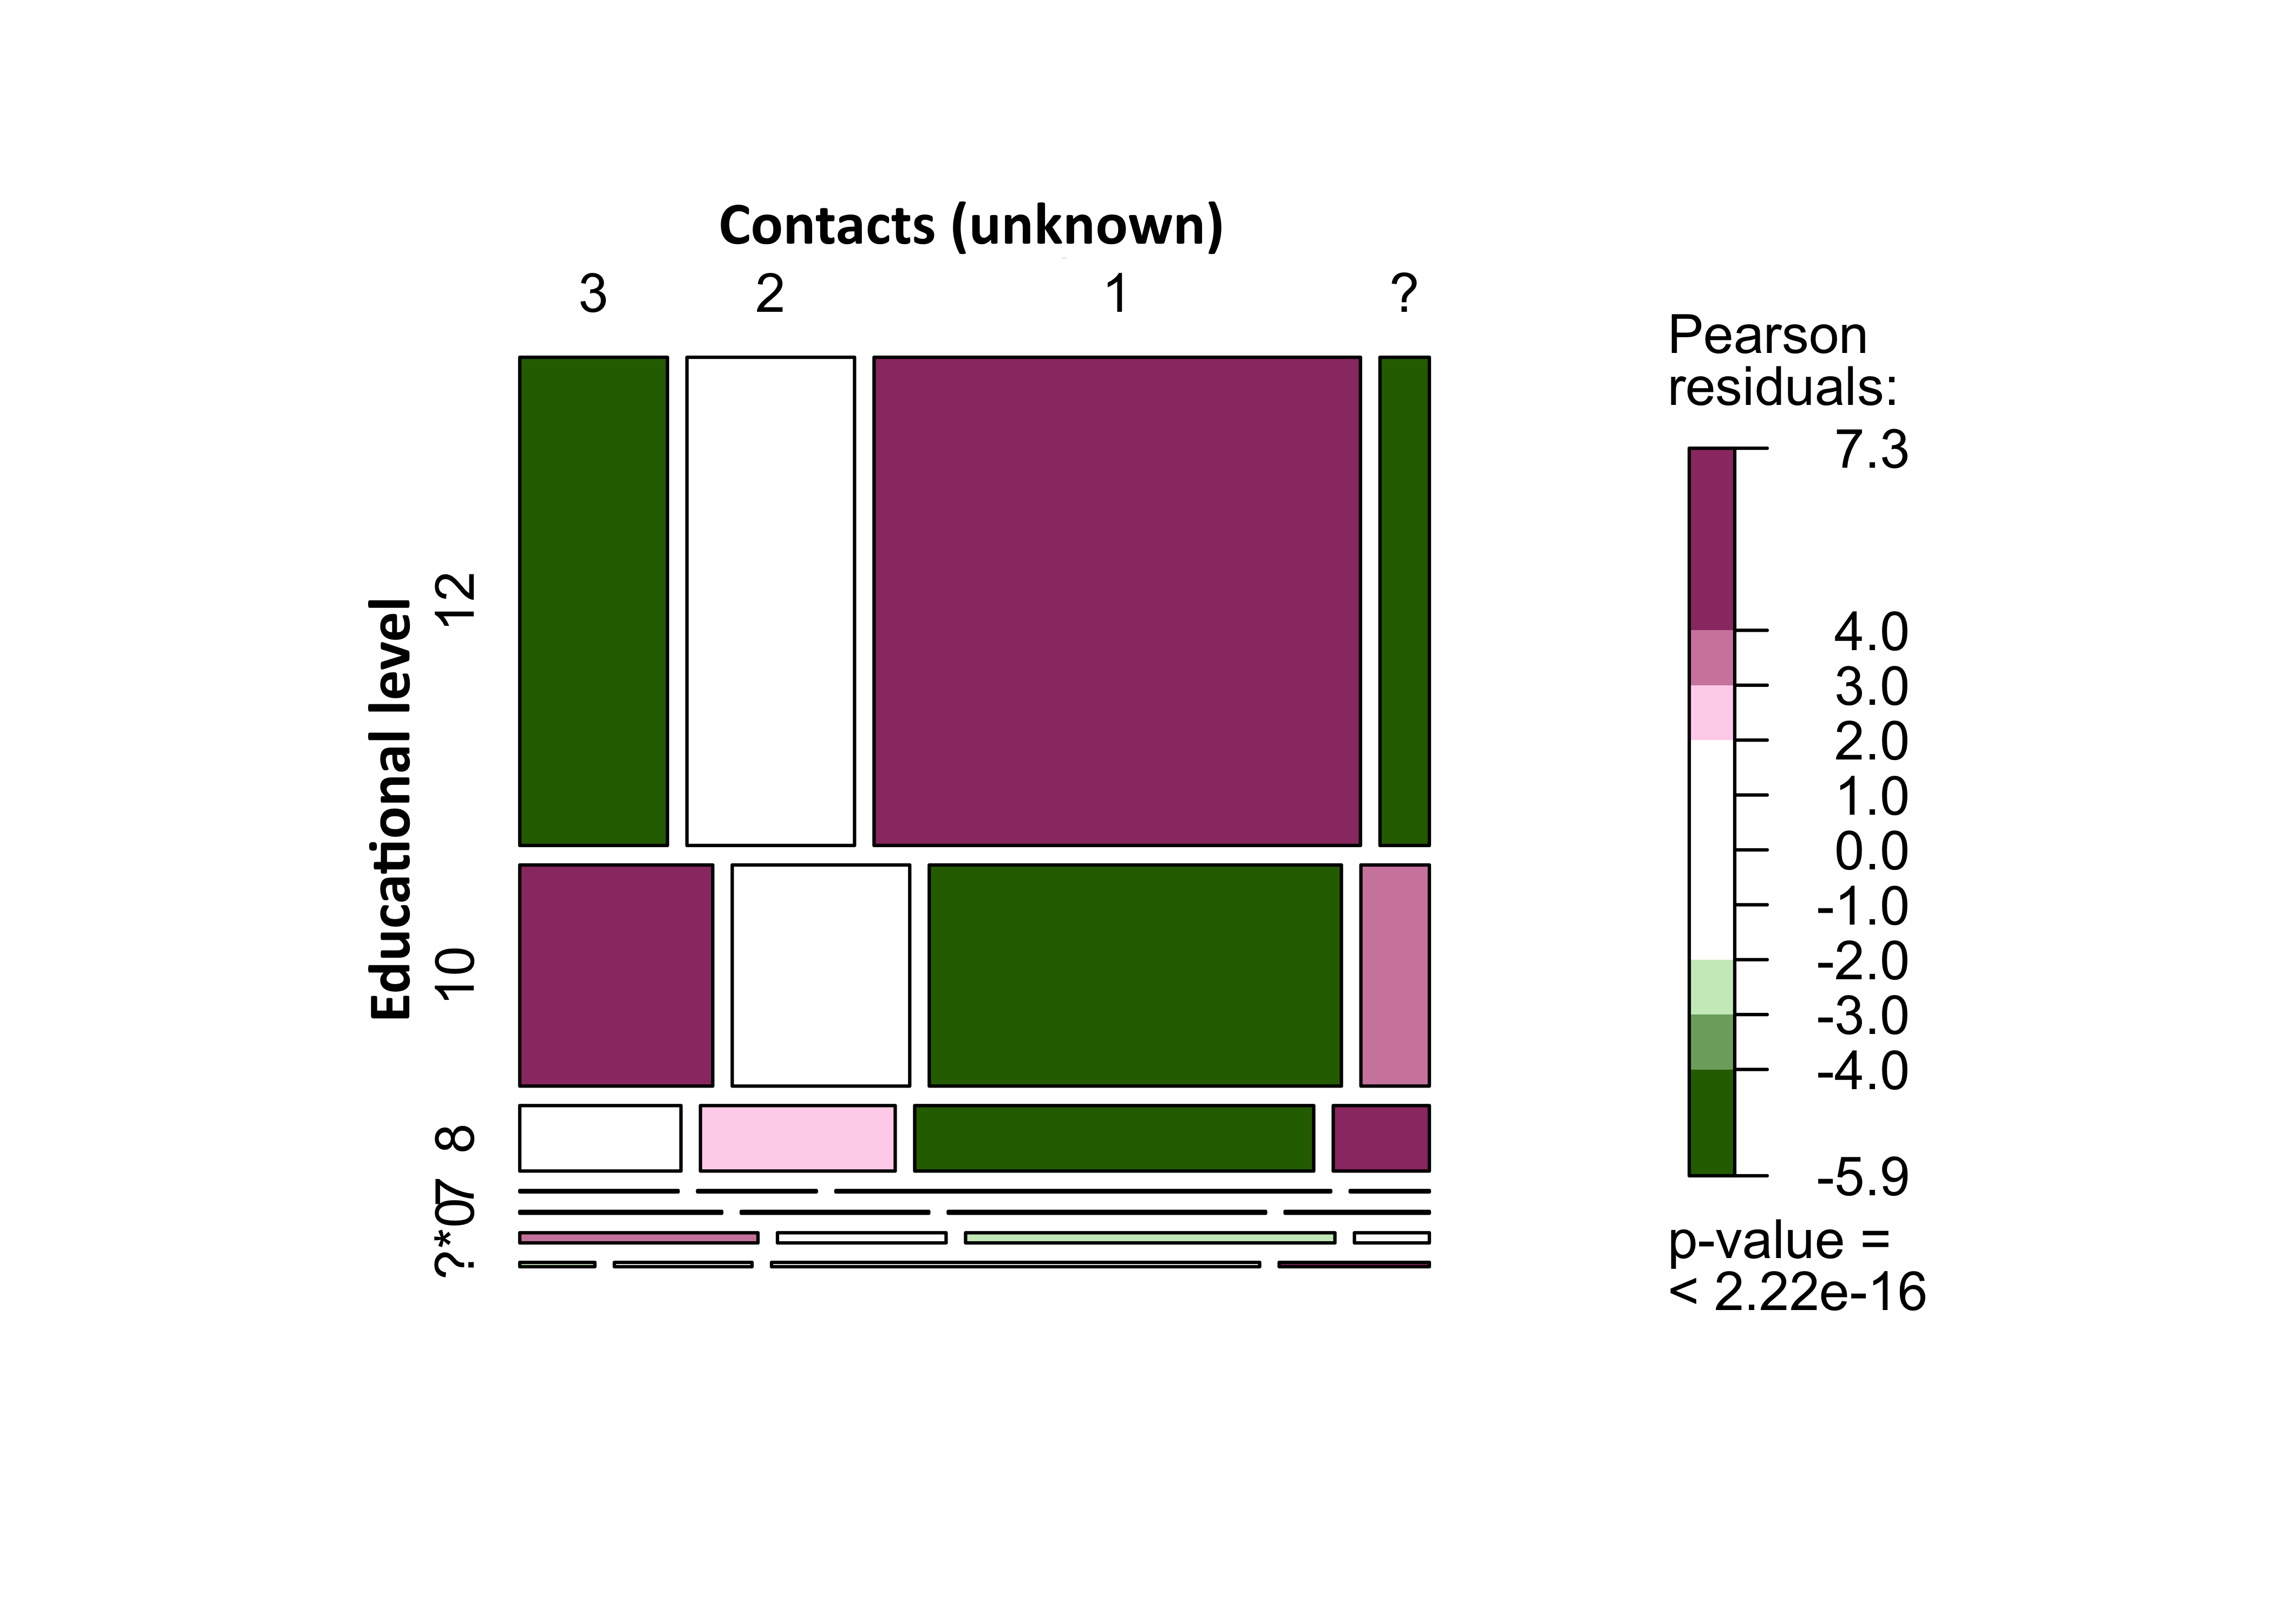 Contacts (unknown)
3 2 1 ?
Educational level
12
10
8
7
0
*
?
Pearson
residuals:
7.3
4.0
3.0
2.0
1.0
0.0
-1.0
-2.0
-3.0
-4.0
-5.9
p-value =
< 2.22e-16